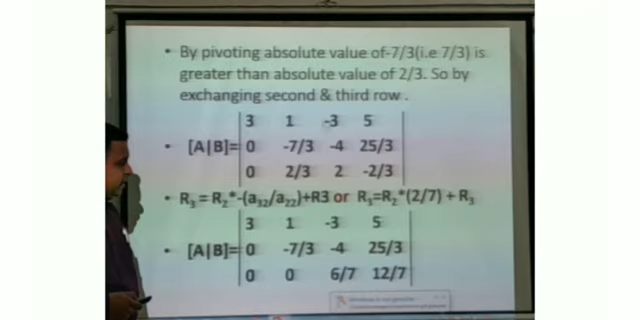 • By pivoting absolute value of-7/3(i.e 7/3) is
greater than absolute value of 2/3. So by
exchanging second & third row .
3 1 -3 5
• [A|B]= 0 -7/3 -4 25/3
0 2/3 2 -2/3
• R₃ = R₂*-(a₃₂/a₂₂)+R3 or R₃=R₂*(2/7) + R₃
3 1 -3 5
• [A|B]= 0 -7/3 -4 25/3
0 0 6/7 12/7